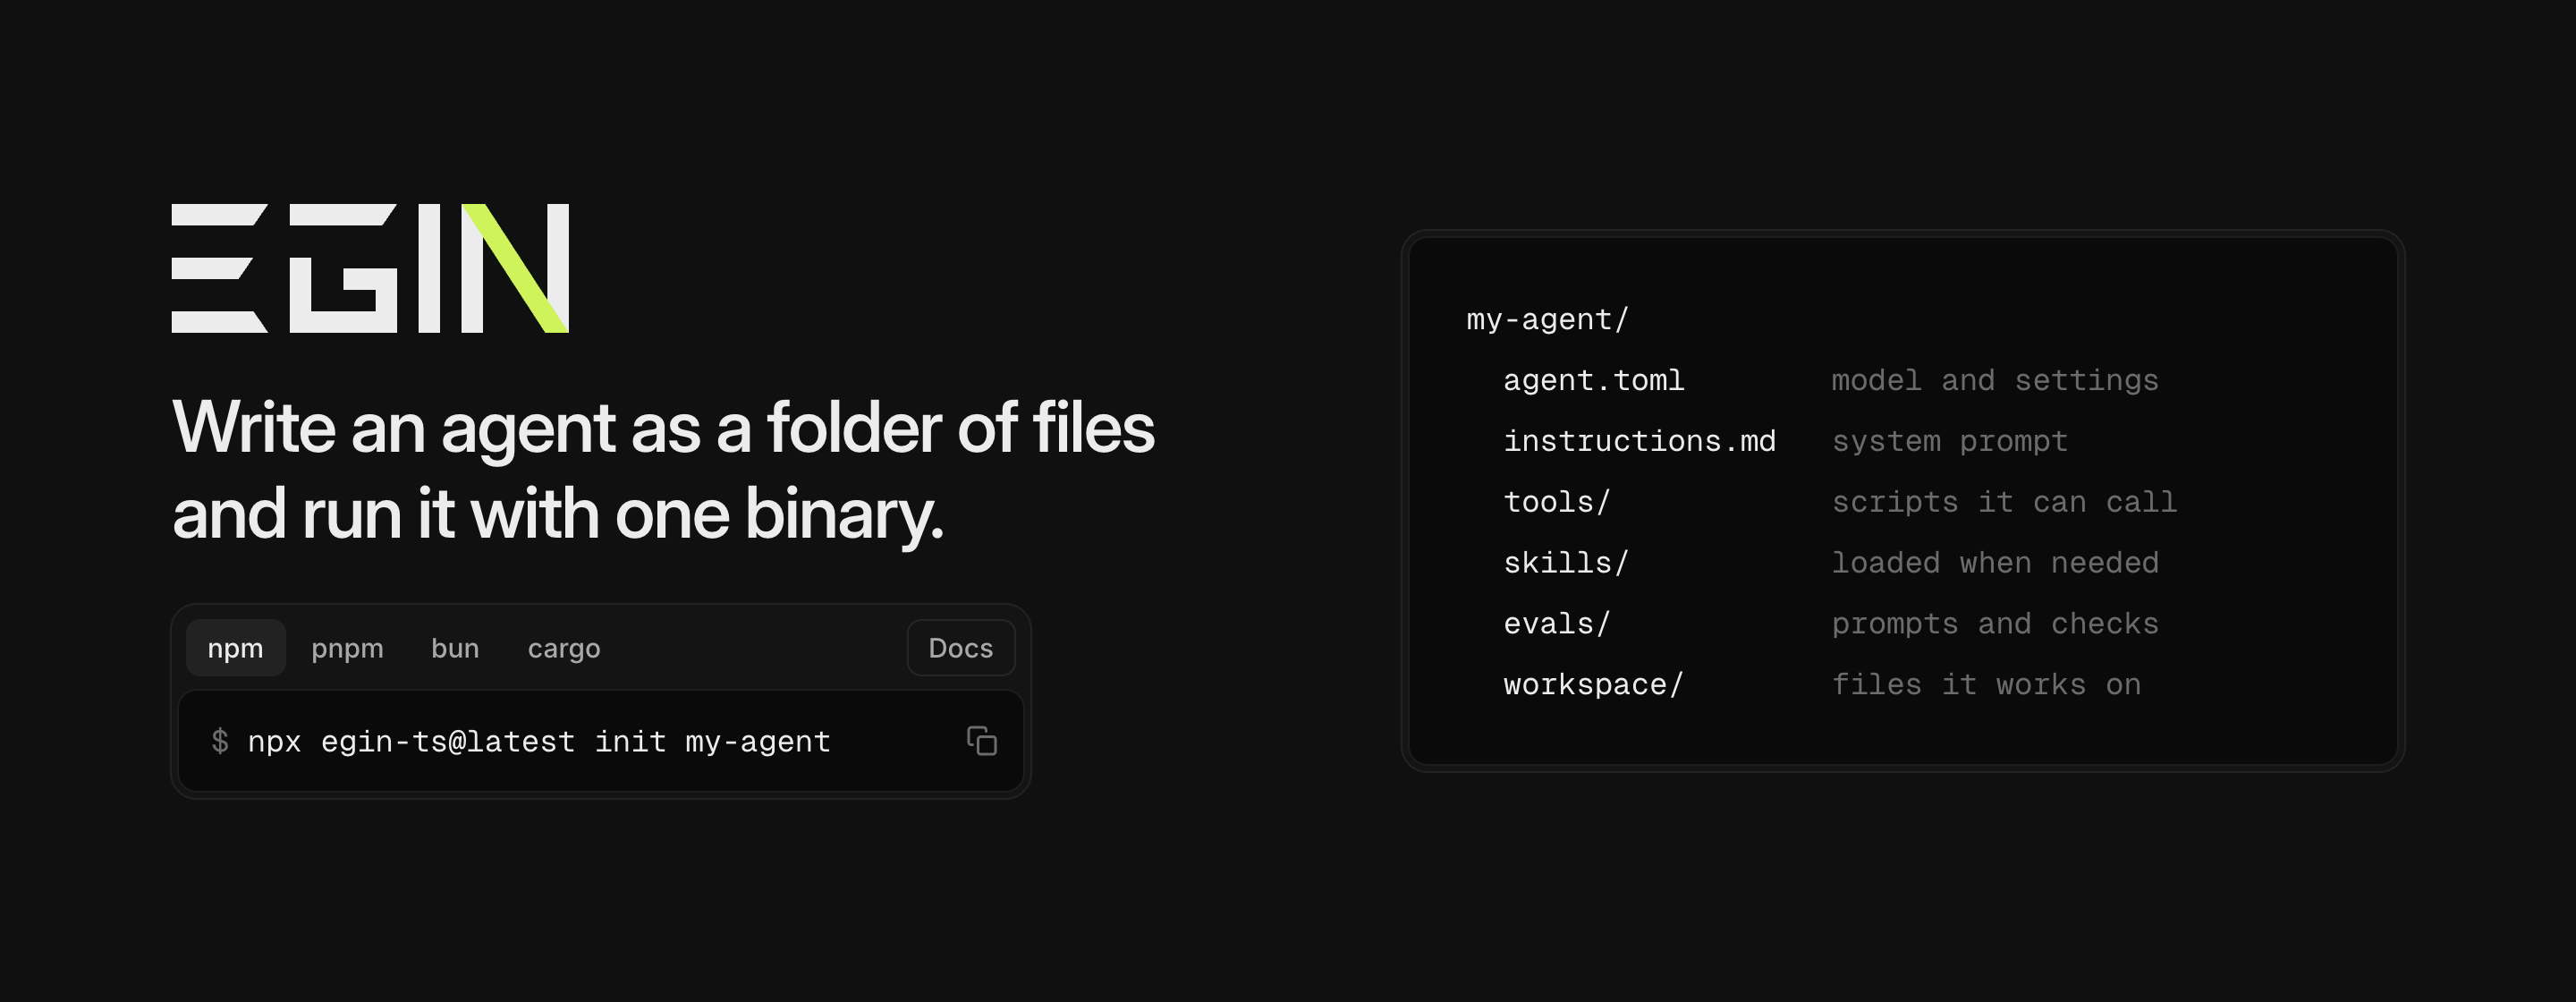 EGIN
Write an agent as a folder of files
and run it with one binary.
npm pnpm bun cargo Docs
$ npx egin-ts@latest init my-agent
my-agent/
agent.toml model and settings
instructions.md system prompt
tools/ scripts it can call
skills/ loaded when needed
evals/ prompts and checks
workspace/ files it works on